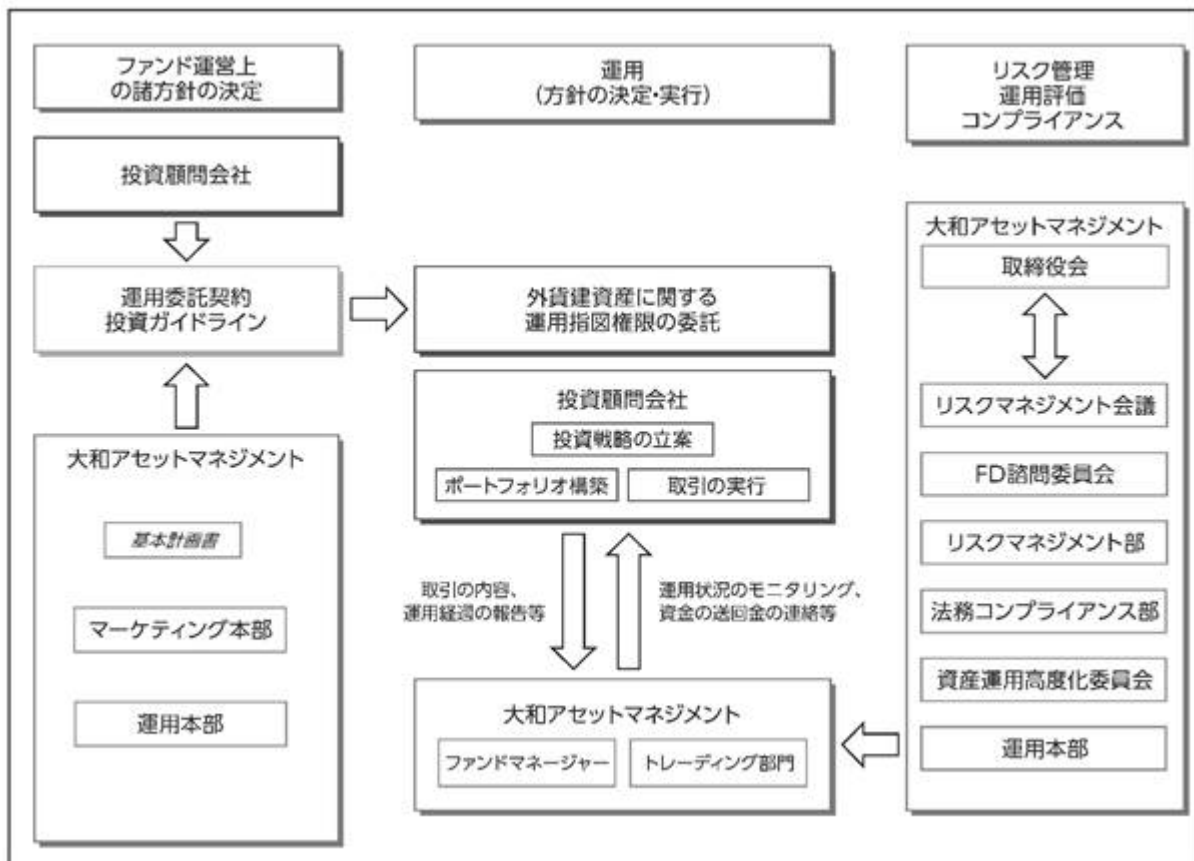 ファンド運営上
の諸方針の決定
投資顧問会社
運用委託契約
投資ガイドライン
大和アセットマネジメント
基本計画書
マーケティング本部
運用本部
運用
(方針の決定・実行)
外貨建資産に関する
運用指図権限の委託
投資顧問会社
投資戦略の立案
ポートフォリオ構築
取引の実行
取引の内容、
運用経過の報告等
運用状況のモニタリング、
資金の送回金の連絡等
大和アセットマネジメント
ファンドマネージャー
トレーディング部門
リスク管理
運用評価
コンプライアンス
大和アセットマネジメント
取締役会
リスクマネジメント会議
FD諮問委員会
リスクマネジメント部
法務コンプライアンス部
資産運用高度化委員会
運用本部